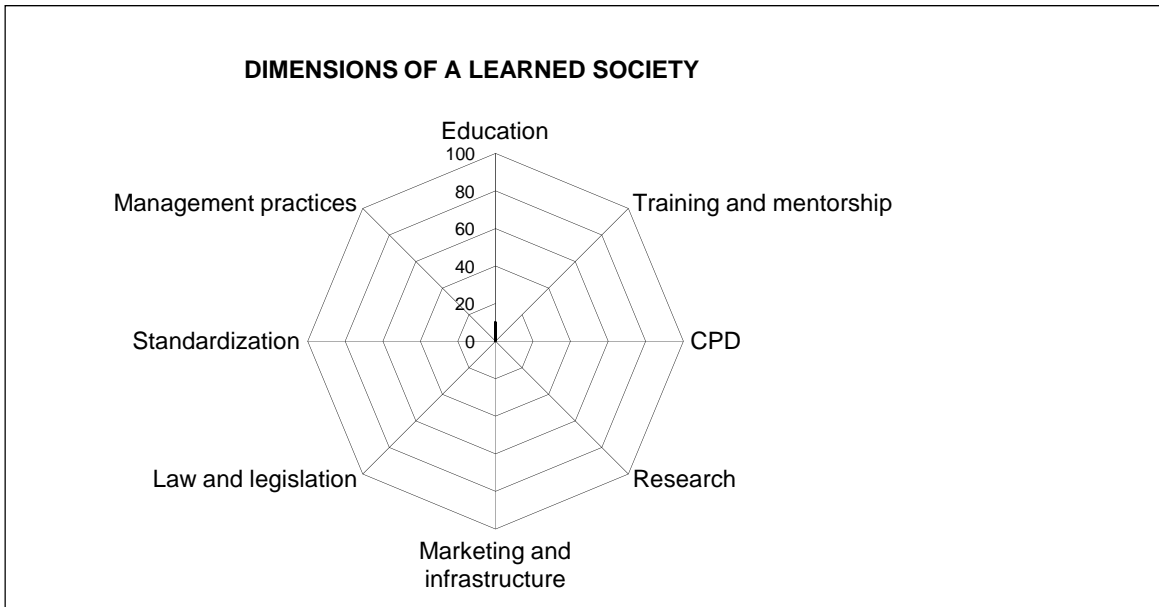 DIMENSIONS OF A LEARNED SOCIETY
Education
100
Management practices
Training and mentorship
80
60
40
20
Standardization
0
CPD
Law and legislation
Research
Marketing and
infrastructure